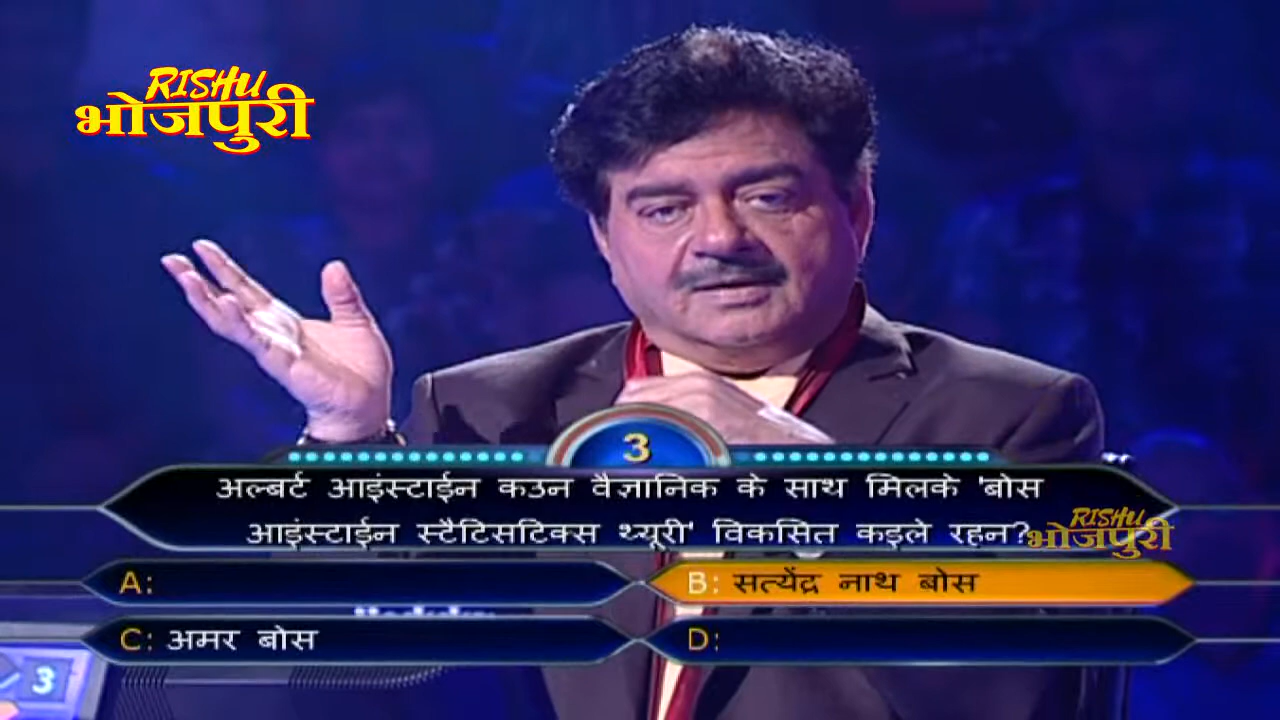 RISHU
भोजपुरी
3
अल्बर्ट आइंस्टाईन कउन वैज्ञानिक के साथ मिलके 'बोस
आइंस्टाईन स्टैटिसटिक्स थ्यूरी' विकसित कइले रहन?
RISHU
भोजपुरी
A:
B: सत्येंद्र नाथ बोस
C: अमर बोस
D:
3